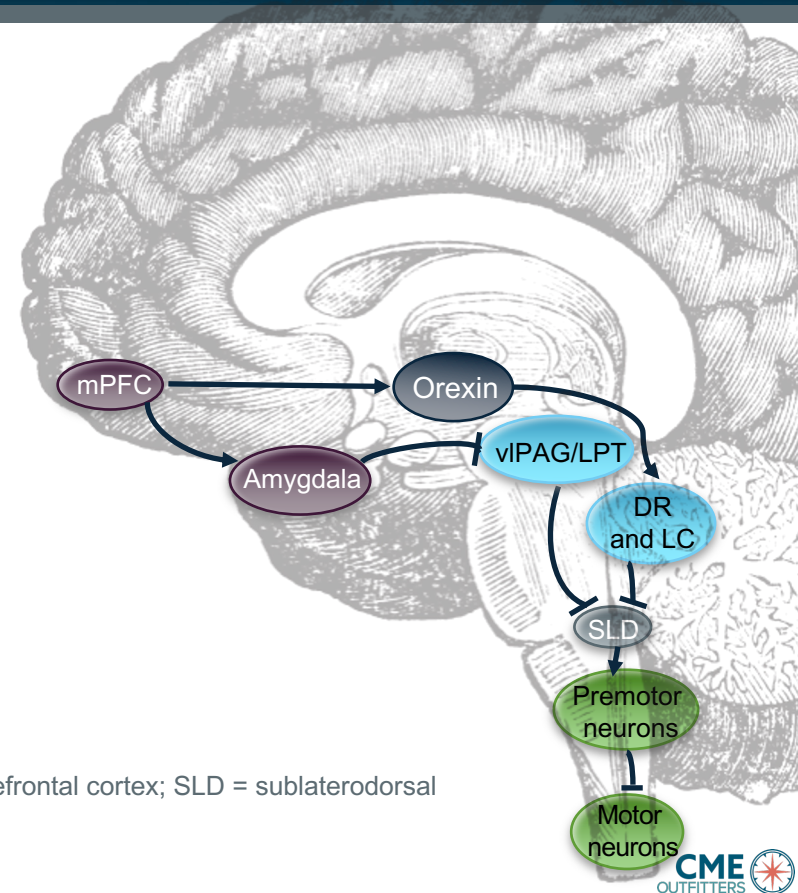 mPFC
Orexin
Amygdala
vlPAG/LPT
DR
and LC
SLD
Premotor
neurons
Motor
neurons
efrontal cortex; SLD = sublaterodorsal
CME
OUTFITTERS